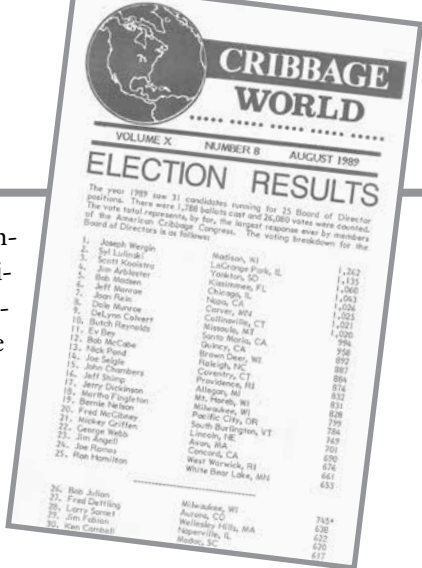 CRIBBAGE
WORLD
VOLUME X NUMBER 8 AUGUST 1989
ELECTION RESULTS
The year 1989 saw 31 candidates running for 25 Board of Director
positions. There were 1,788 ballots cast and 26,080 votes were counted.
The vote total represents, by far, the largest response ever by members
of the American Cribbage Congress. The voting breakdown for the
Board of Directors is as follows:
1. Joseph Wergin Madison, WI 1,262
2. Syl Lulinski LaGrange Park, IL 1,135
3. Scott Kooistra Yankton, SD 1,060
4. Jim Arblaster Kissimmee, FL 1,043
5. Bob Madsen Chicago, IL 1,026
6. Jeff Monroe Napa, CA 1,025
7. Joan Rein Carver, MN 1,021
8. Dale Munroe Collinsville, CT 1,020
9. DeLynn Colvert Missoula, MT 994
10. Butch Reynolds Santa Maria, CA 958
11. Ev Bey Quincy, CA 892
12. Bob McCabe Brown Deer, WI 887
13. Nick Pond Raleigh, NC 884
14. Joe Seigle Coventry, CT 876
15. John Chambers Providence, RI 832
16. Jeff Shimp Allegan, MI 831
17. Jerry Dickinson Mt. Horeb, WI 828
18. Martha Fingleton Milwaukee, WI 799
19. Bernie Nelson Pacific City, OR 784
20. Fred McGibney South Burlington, VT 769
21. Mickey Griffen Lincoln, NE 701
22. George Webb Avon, MA 690
23. Jim Angell Concord, CA 676
24. Joe Ramos West Warwick, RI 661
25. Ron Hamilton White Bear Lake, MN 653
26. Bob Julian Milwaukee, WI 745*
27. Fred Dettling Aurora, CO 638
28. Larry Samet Wellesley Hills, MA 622
29. Jim Fabian Naperville, IL 620
30. Ken Cambell Modoc, SC 617
n-
i-
-
e